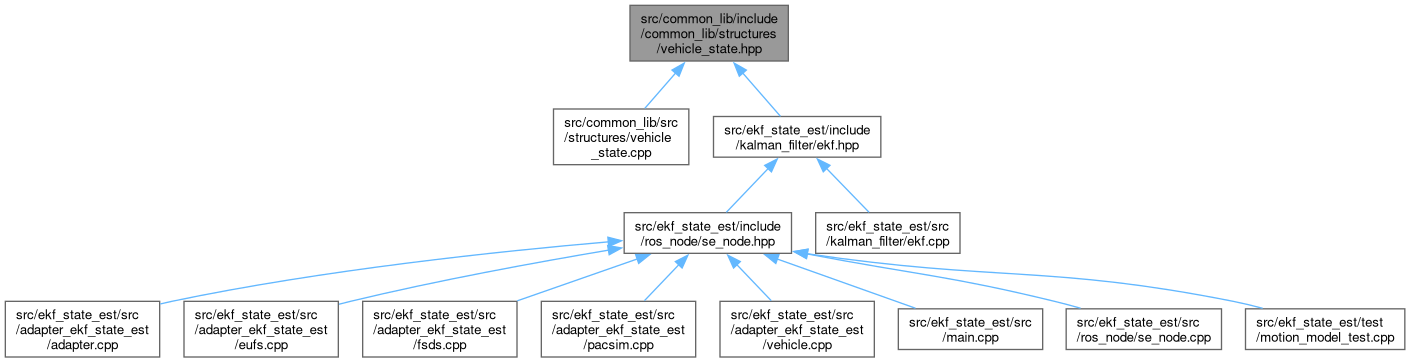 src/common_lib/include
/common_lib/structures
/vehicle_state.hpp
src/common_lib/src
/structures/vehicle
_state.cpp
src/ekf_state_est/include
/kalman_filter/ekf.hpp
src/ekf_state_est/include
/ros_node/se_node.hpp
src/ekf_state_est/src
/kalman_filter/ekf.cpp
src/ekf_state_est/src
/adapter_ekf_state_est
/adapter.cpp
src/ekf_state_est/src
/adapter_ekf_state_est
/eufs.cpp
src/ekf_state_est/src
/adapter_ekf_state_est
/fsds.cpp
src/ekf_state_est/src
/adapter_ekf_state_est
/pacsim.cpp
src/ekf_state_est/src
/adapter_ekf_state_est
/vehicle.cpp
src/ekf_state_est/src
/main.cpp
src/ekf_state_est/src
/ros_node/se_node.cpp
src/ekf_state_est/test
/motion_model_test.cpp